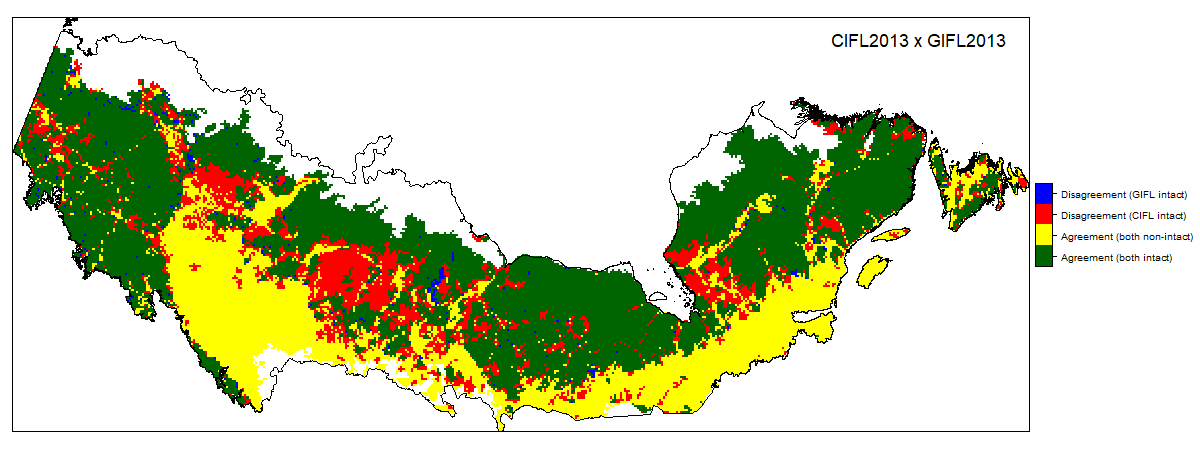 CIFL2013 x GIFL2013
Disagreement (GIFL intact)
Disagreement (CIFL intact)
Agreement (both non-intact)
Agreement (both intact)